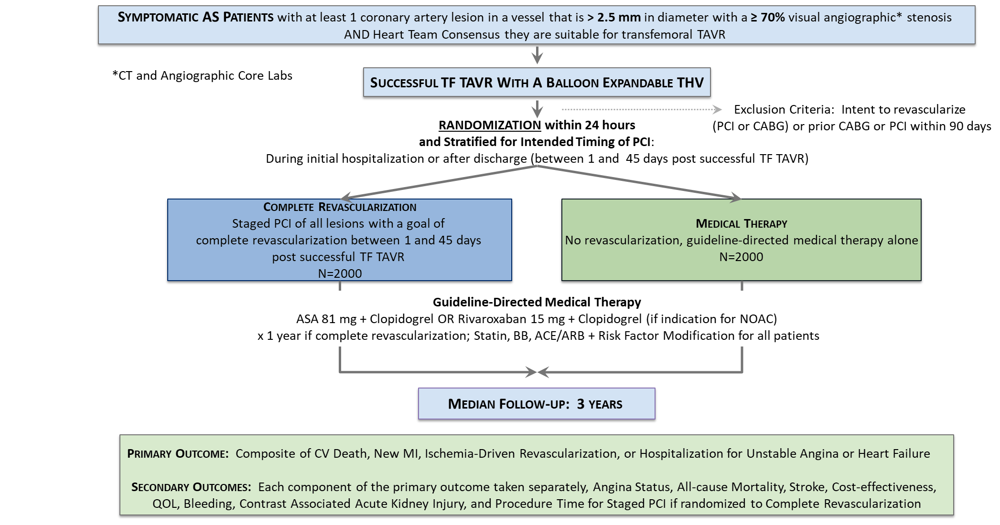 SYMPTOMATIC AS PATIENTS with at least 1 coronary artery lesion in a vessel that is > 2.5 mm in diameter with a ≥ 70% visual angiographic* stenosis
AND Heart Team Consensus they are suitable for transfemoral TAVR
*CT and Angiographic Core Labs
SUCCESSFUL TF TAVR WITH A BALLOON EXPANDABLE THV
Exclusion Criteria: Intent to revascularize
(PCI or CABG) or prior CABG or PCI within 90 days
RANDOMIZATION within 24 hours
and Stratified for Intended Timing of PCI:
During initial hospitalization or after discharge (between 1 and 45 days post successful TF TAVR)
COMPLETE REVASCULARIZATION
Staged PCI of all lesions with a goal of
complete revascularization between 1 and 45 days
post successful TF TAVR
N=2000
MEDICAL THERAPY
No revascularization, guideline-directed medical therapy alone
N=2000
Guideline-Directed Medical Therapy
ASA 81 mg + Clopidogrel OR Rivaroxaban 15 mg + Clopidogrel (if indication for NOAC)
x 1 year if complete revascularization; Statin, BB, ACE/ARB + Risk Factor Modification for all patients
MEDIAN FOLLOW-UP: 3 YEARS
PRIMARY OUTCOME: Composite of CV Death, New MI, Ischemia-Driven Revascularization, or Hospitalization for Unstable Angina or Heart Failure
SECONDARY OUTCOMES: Each component of the primary outcome taken separately, Angina Status, All-cause Mortality, Stroke, Cost-effectiveness,
QOL, Bleeding, Contrast Associated Acute Kidney Injury, and Procedure Time for Staged PCI if randomized to Complete Revascularization